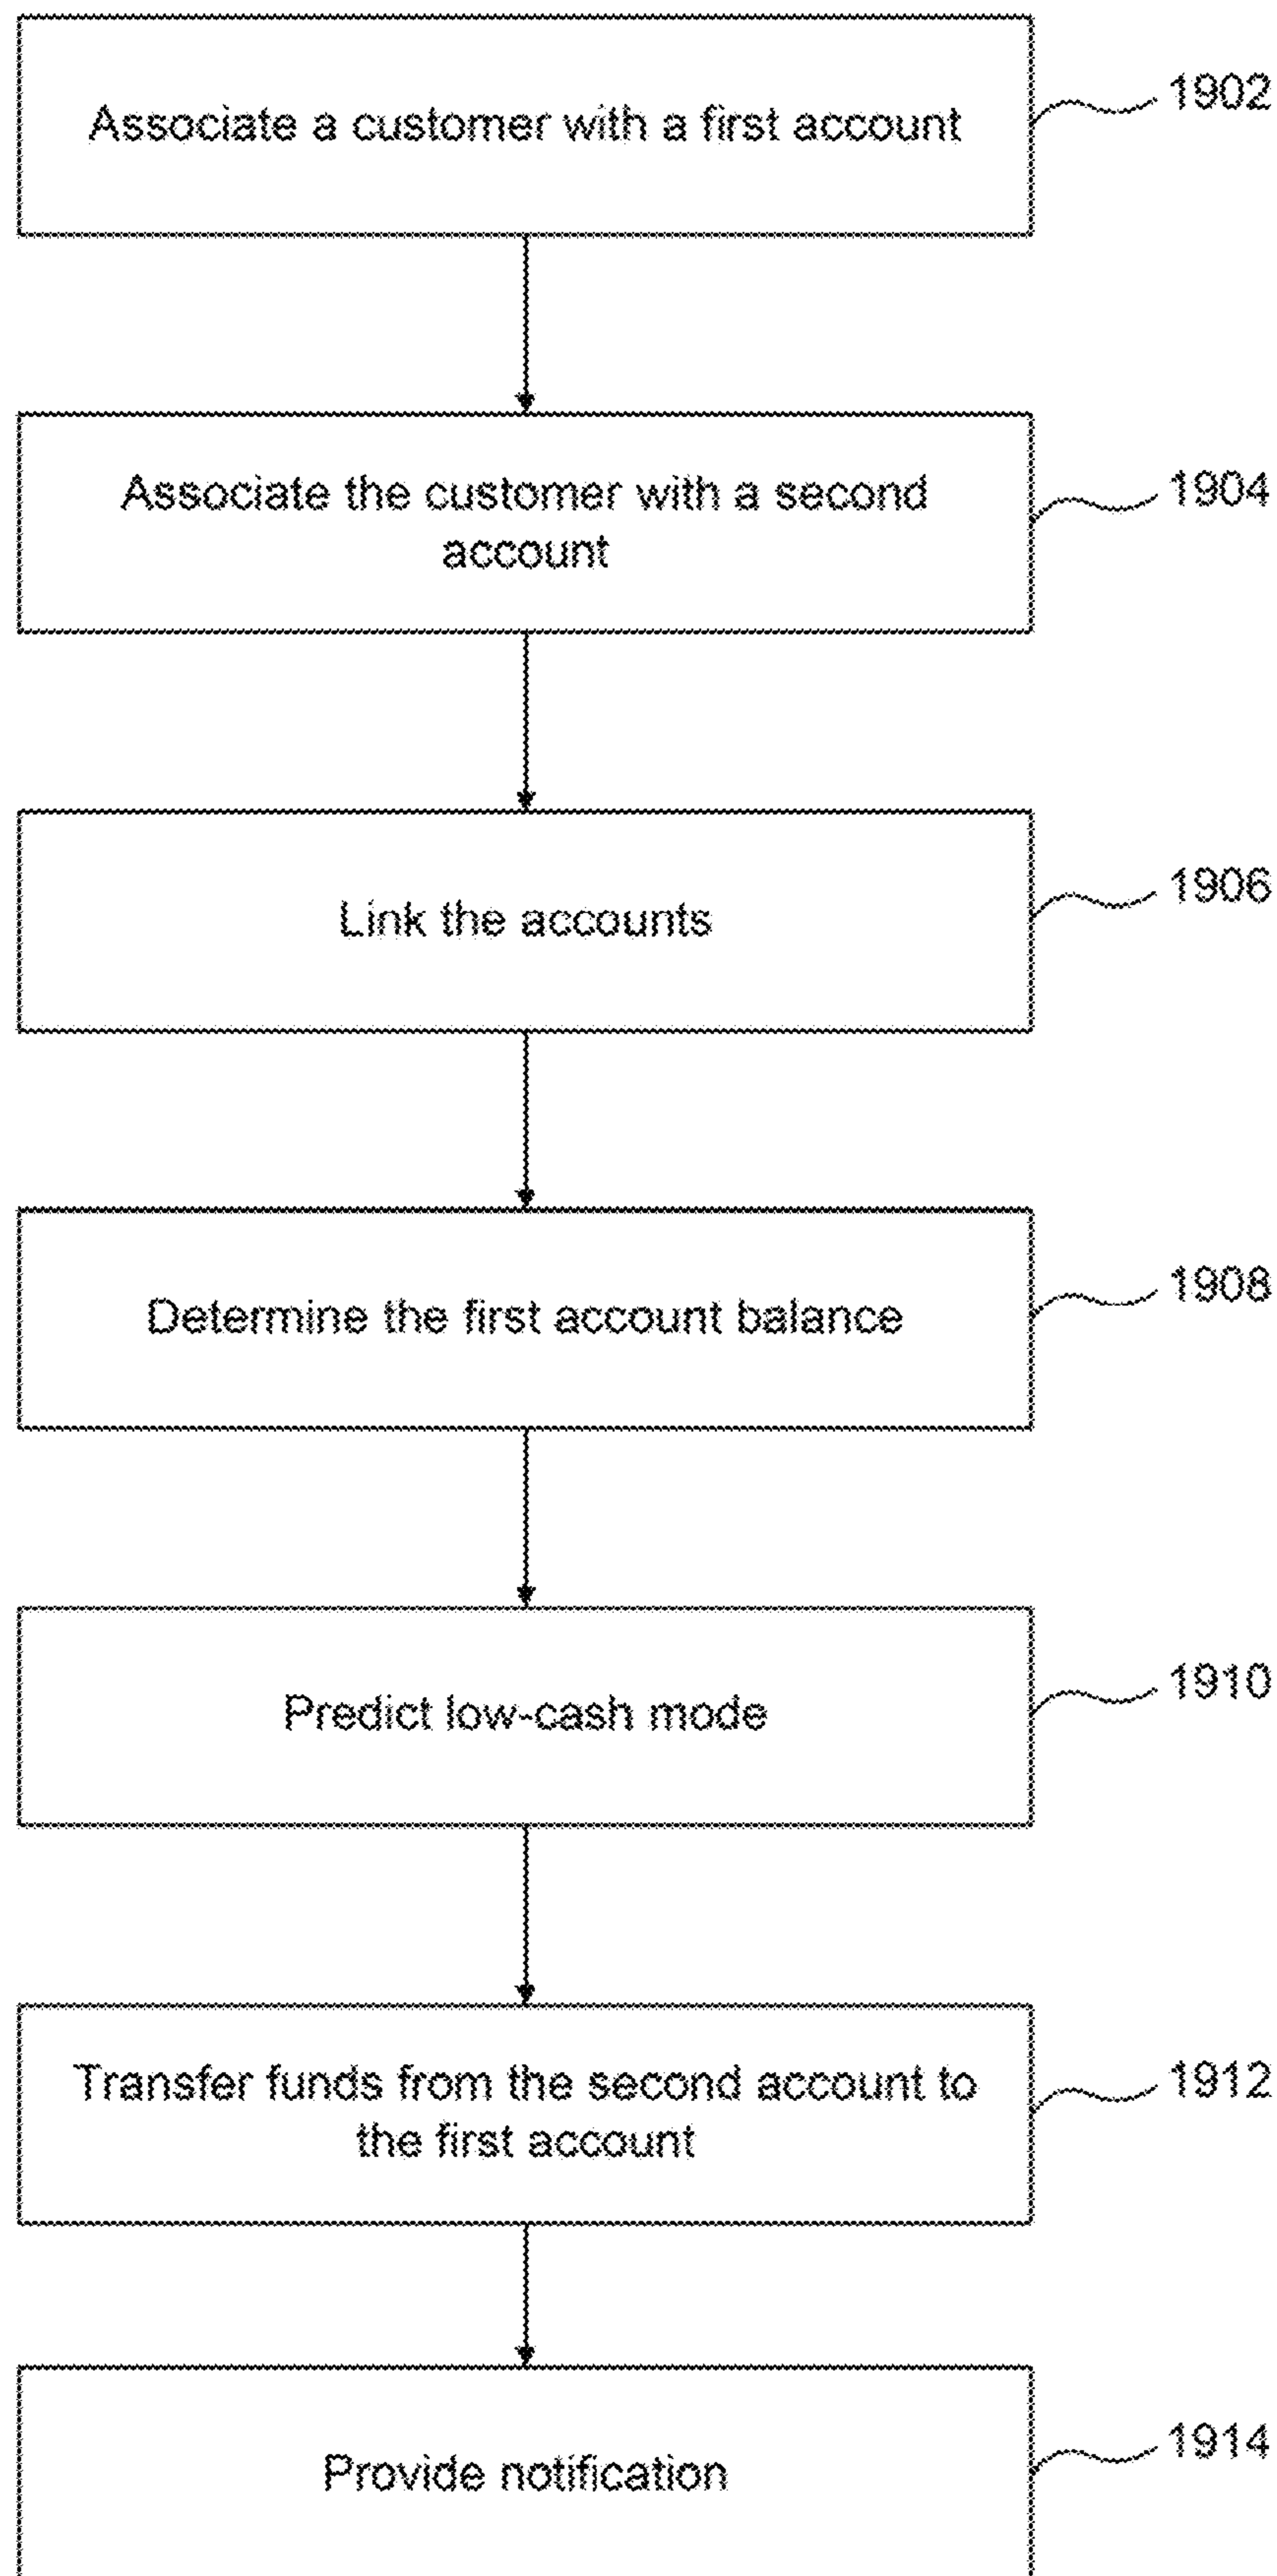 Associate a customer with a first account
1902
Associate the customer with a second
account
1904
Link the accounts
1906
Determine the first account balance
1908
Predict low-cash mode
1910
Transfer funds from the second account to
the first account
1912
Provide notification
1914